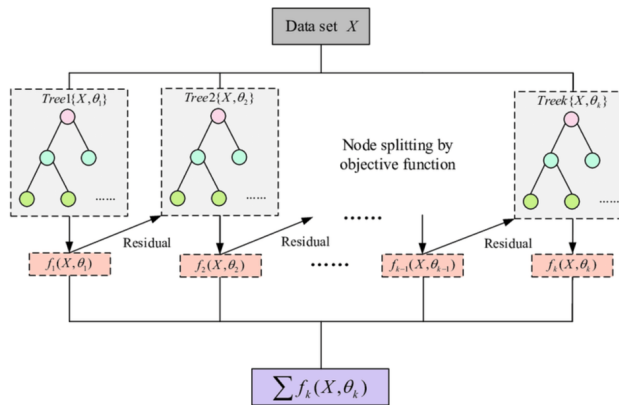 Data set X
Tree1{X,θ₁}
Tree2{X,θ₂}
Treek{X,θₖ}
Node splitting by
objective function
......
......
......
......
Residual
Residual
Residual
f₁(X,θ₁)
f₂(X,θ₂)
......
fₖ₋₁(X,θₖ₋₁)
fₖ(X,θₖ)
∑fₖ(X,θₖ)